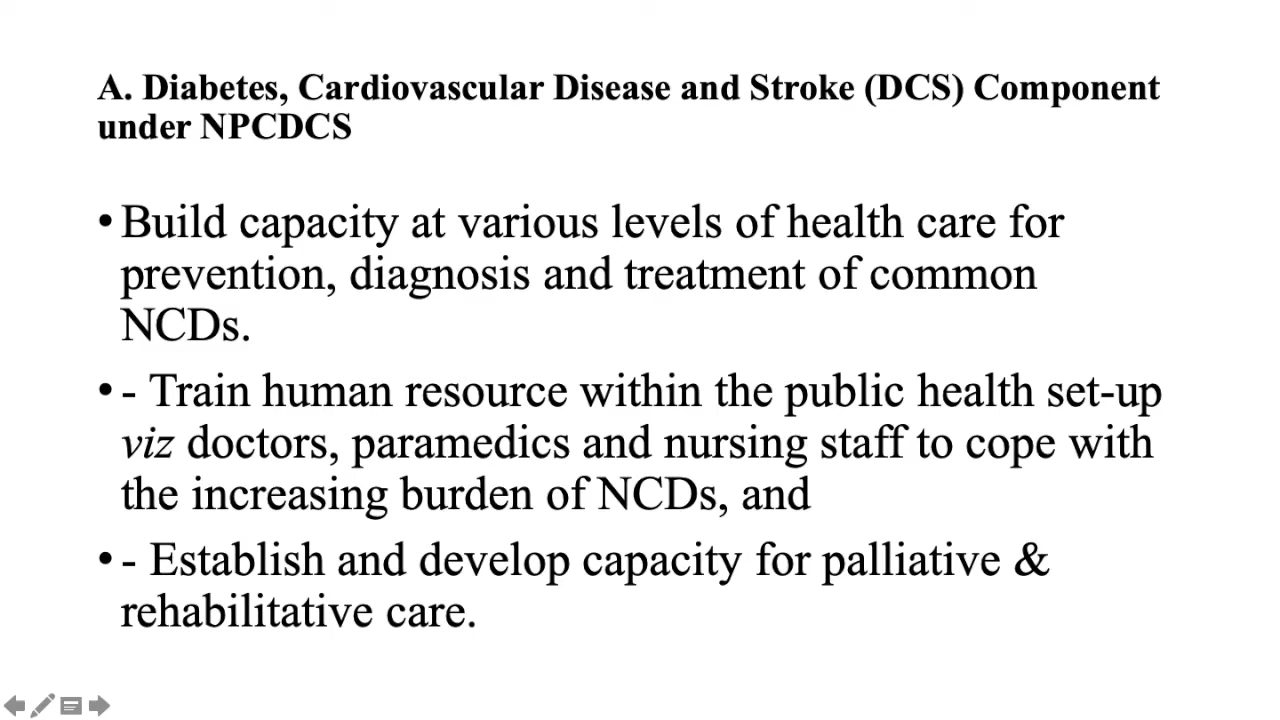 A. Diabetes, Cardiovascular Disease and Stroke (DCS) Component
under NPCDCS
• Build capacity at various levels of health care for
prevention, diagnosis and treatment of common
NCDs.
• - Train human resource within the public health set-up
viz doctors, paramedics and nursing staff to cope with
the increasing burden of NCDs, and
• - Establish and develop capacity for palliative &
rehabilitative care.